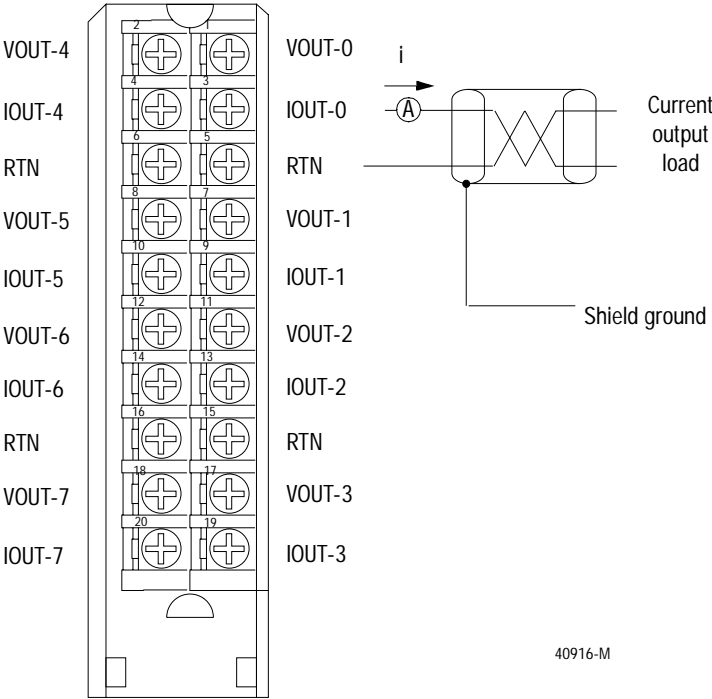 VOUT-4 2 1 VOUT-0
IOUT-4 4 3 IOUT-0
RTN 6 5 RTN
VOUT-5 8 7 VOUT-1
IOUT-5 10 9 IOUT-1
VOUT-6 12 11 VOUT-2
IOUT-6 14 13 IOUT-2
RTN 16 15 RTN
VOUT-7 18 17 VOUT-3
IOUT-7 20 19 IOUT-3
i
A
Current
output
load
Shield ground
40916-M